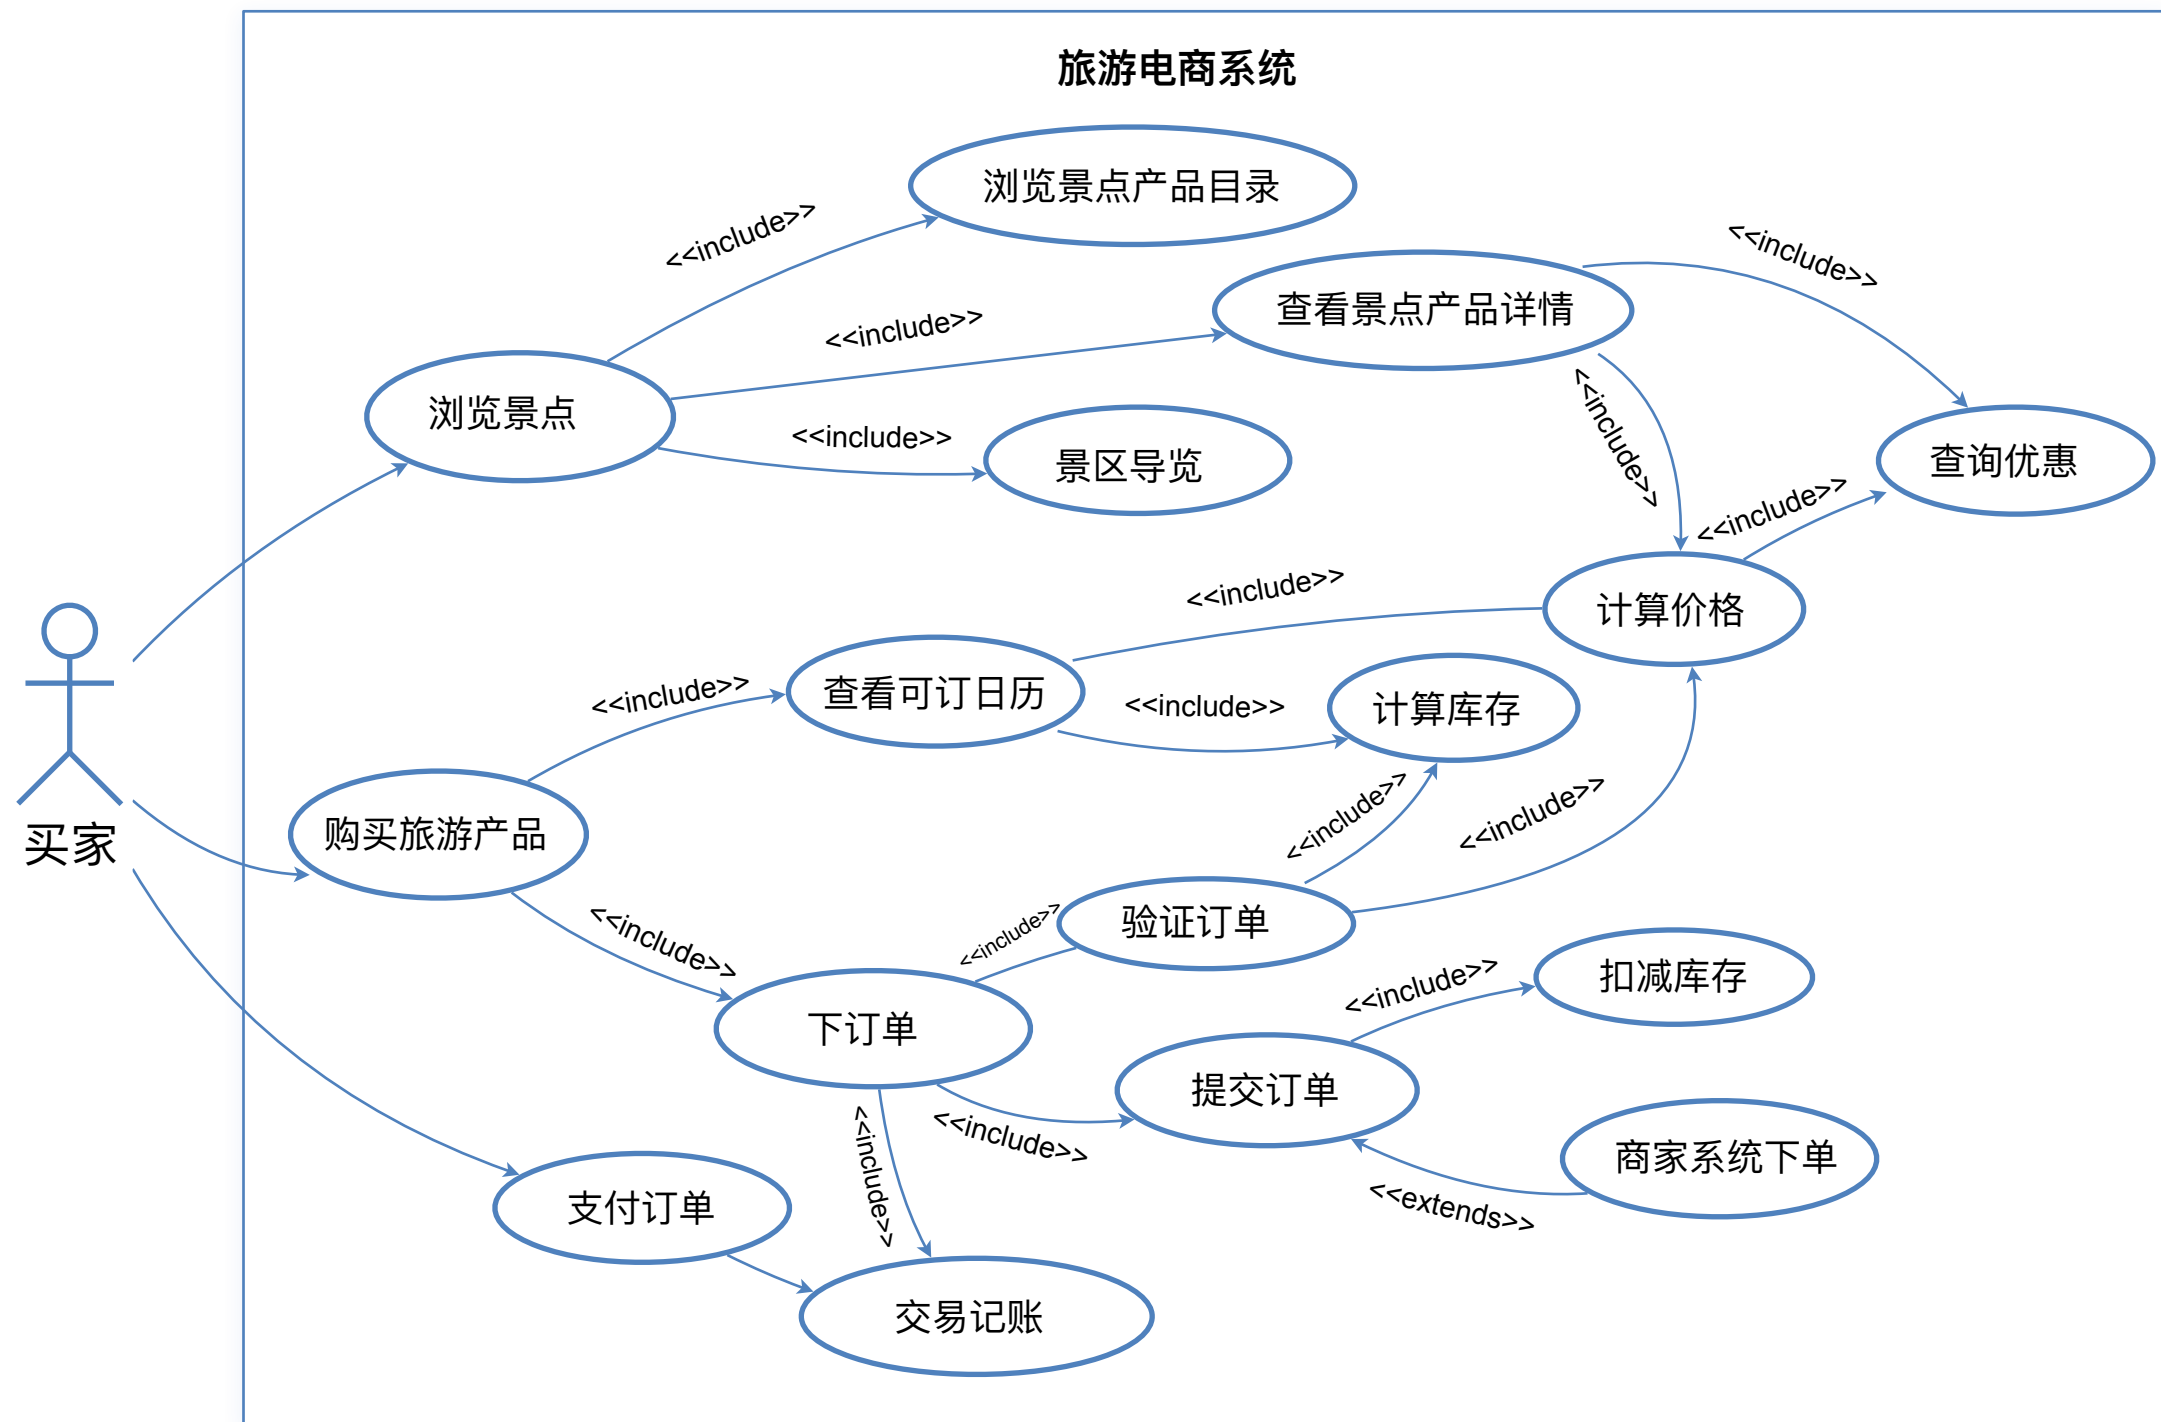 旅游电商系统
浏览景点产品目录
<<include>>
<<include>>
查看景点产品详情
<<include>>
浏览景点
<<include>>
景区导览
<<include>>
查询优惠
<<include>>
<<include>>
计算价格
<<include>>
查看可订日历
<<include>>
计算库存
买家
购买旅游产品
<<include>>
<<include>>
<<include>>
<<include>>
验证订单
<<include>>
扣减库存
下订单
提交订单
<<include>>
<<include>>
商家系统下单
<<extends>>
支付订单
交易记账